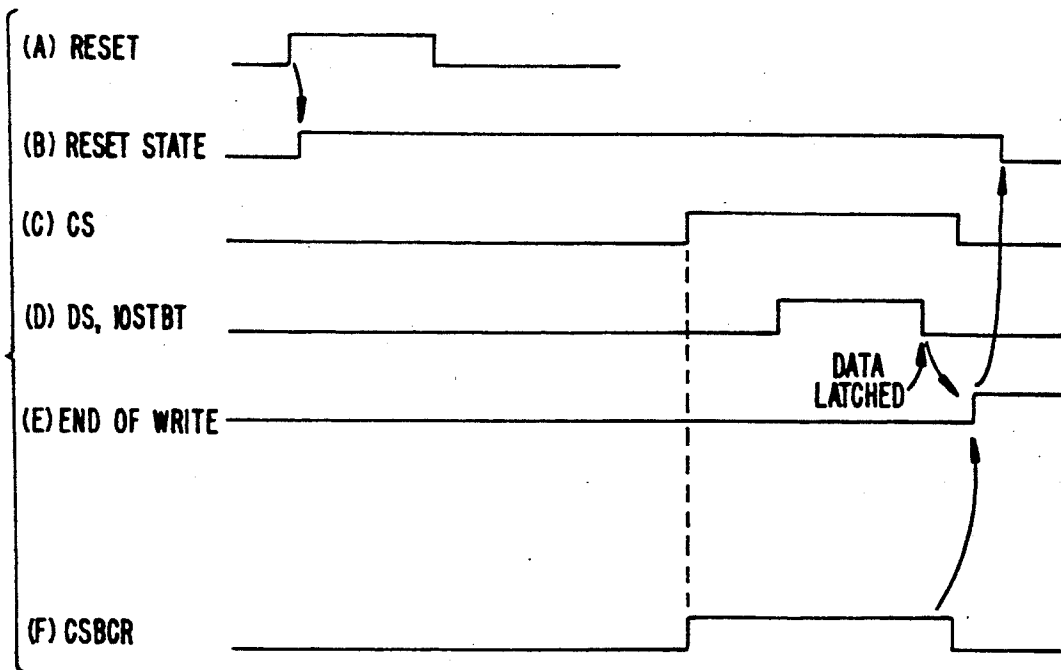 (A) RESET
(B) RESET STATE
(C) CS
(D) DS, IOSTBT
DATA
LATCHED
(E) END OF WRITE
(F) CSBCR